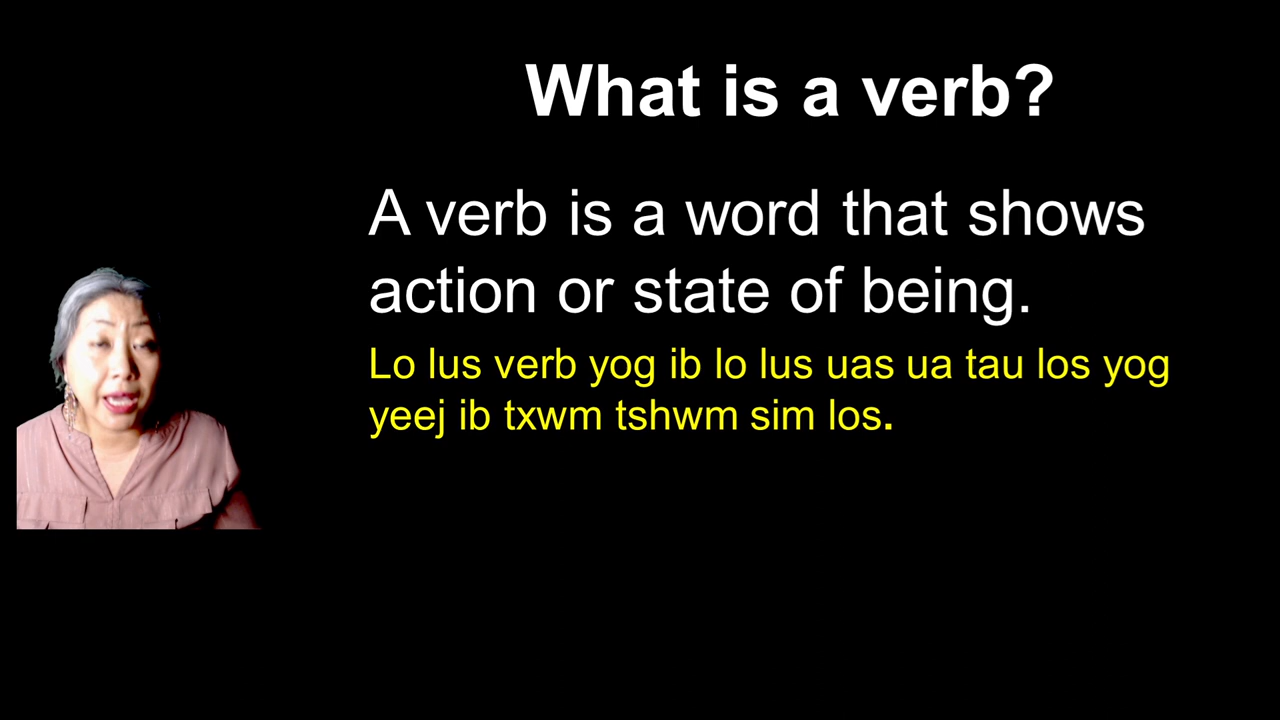 What is a verb?
A verb is a word that shows
action or state of being.
Lo lus verb yog ib lo lus uas ua tau los yog
yeej ib txwm tshwm sim los.